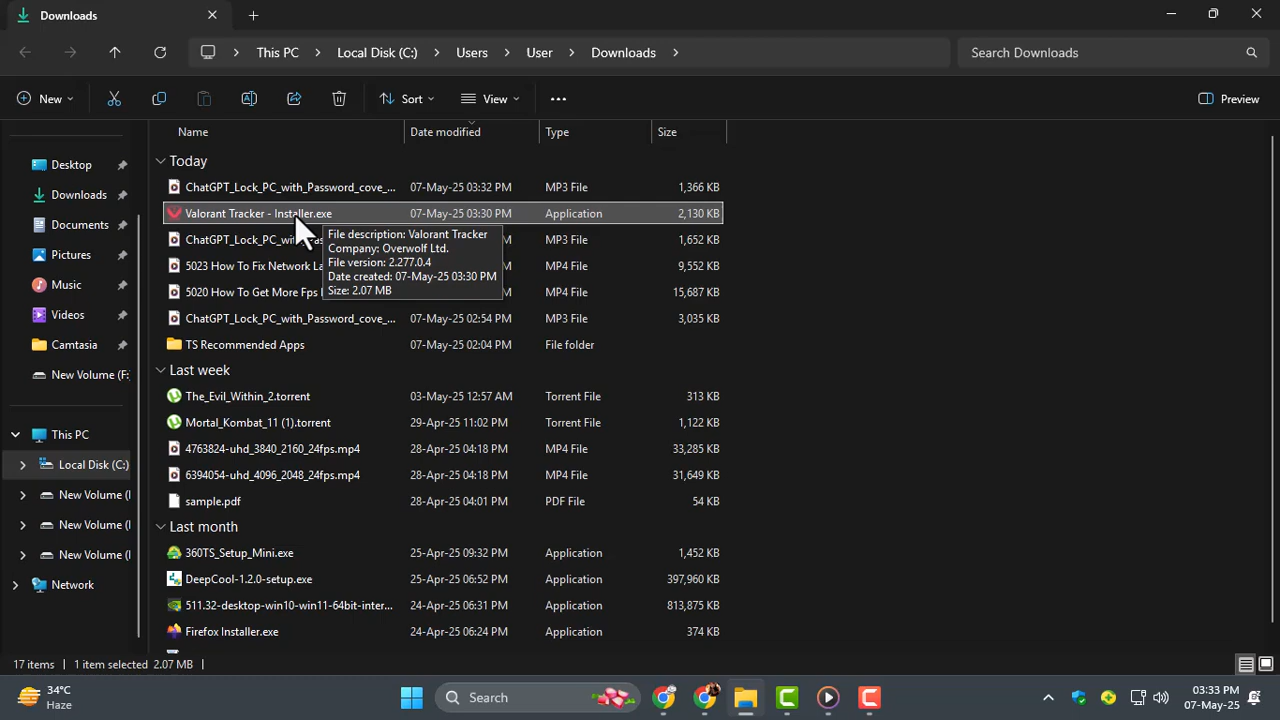 Downloads
This PC > Local Disk (C:) > Users > User > Downloads >
Search Downloads
New
Sort
View
Preview
Name Date modified Type Size
Desktop
Downloads
Documents
Pictures
Music
Videos
Camtasia
New Volume (F:
This PC
Local Disk (C:)
New Volume (
New Volume (
New Volume (
Network
Today
ChatGPT_Lock_PC_with_Password_cove_... 07-May-25 03:32 PM MP3 File 1,366 KB
Valorant Tracker - Installer.exe 07-May-25 03:30 PM Application 2,130 KB
ChatGPT_Lock_PC_with_ MP3 File 1,652 KB
5023 How To Fix Network La MP4 File 9,552 KB
5020 How To Get More Fps MP4 File 15,687 KB
File description: Valorant Tracker
Company: Overwolf Ltd.
File version: 2.277.0.4
Date created: 07-May-25 03:30 PM
Size: 2.07 MB
ChatGPT_Lock_PC_with_Password_cove_... 07-May-25 02:54 PM MP3 File 3,035 KB
TS Recommended Apps 07-May-25 02:04 PM File folder
Last week
The_Evil_Within_2.torrent 03-May-25 12:57 AM Torrent File 313 KB
Mortal_Kombat_11 (1).torrent 29-Apr-25 11:02 PM Torrent File 1,122 KB
4763824-uhd_3840_2160_24fps.mp4 28-Apr-25 04:18 PM MP4 File 33,285 KB
6394054-uhd_4096_2048_24fps.mp4 28-Apr-25 04:18 PM MP4 File 31,649 KB
sample.pdf 28-Apr-25 04:01 PM PDF File 54 KB
Last month
360TS_Setup_Mini.exe 25-Apr-25 09:32 PM Application 1,452 KB
DeepCool-1.2.0-setup.exe 25-Apr-25 06:52 PM Application 397,960 KB
511.32-desktop-win10-win11-64bit-inter... 24-Apr-25 06:31 PM Application 813,875 KB
Firefox Installer.exe 24-Apr-25 06:24 PM Application 374 KB
17 items | 1 item selected 2.07 MB |
34°C
Haze
Search
03:33 PM
07-May-25